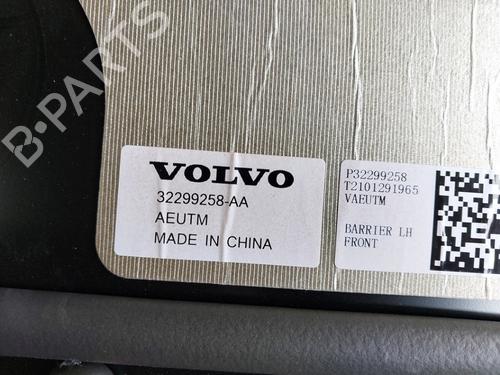 B-PARTS
VOLVO
32299258-AA
AEUTM
MADE IN CHINA
P32299258
T2101291965
VAEUTM
BARRIER LH
FRONT